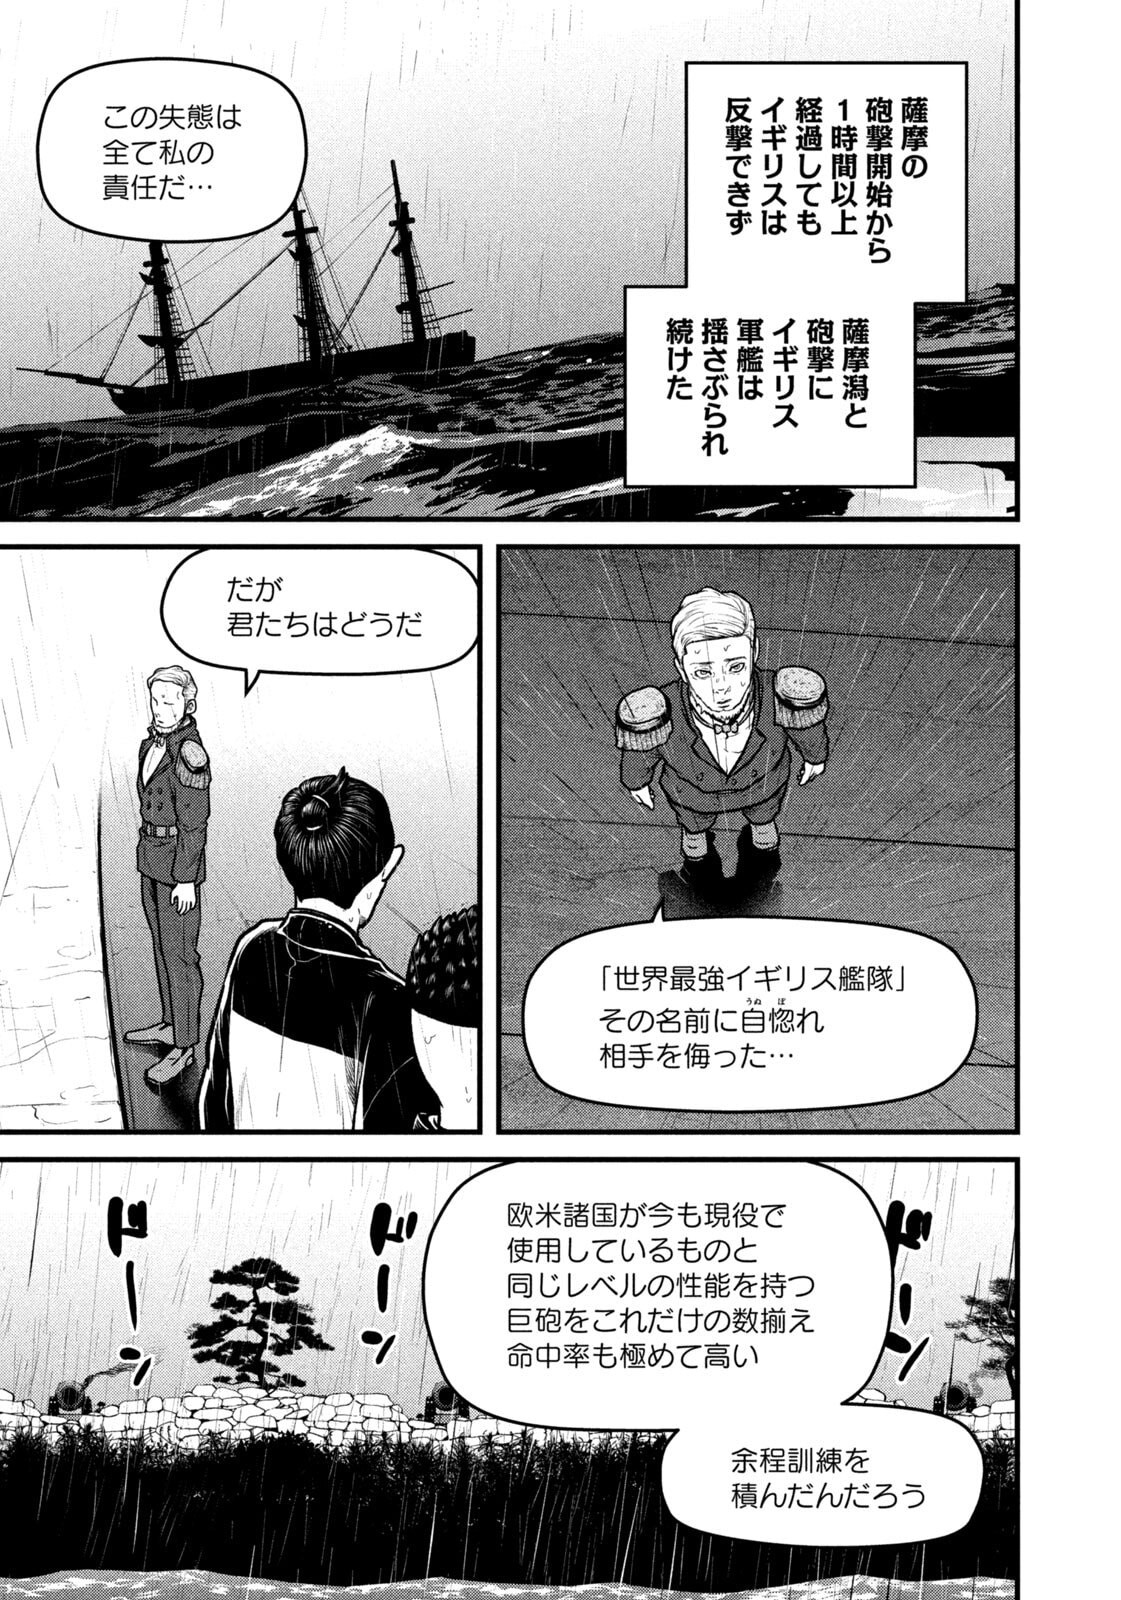 薩摩の
砲撃開始から
1時間以上
経過しても
イギリスは
反撃できず
薩摩潟と
砲撃に
イギリス
軍艦は
揺さぶられ
続けた
この失態は
全て私の
責任だ…
「世界最強イギリス艦隊」
その名前に自惚れ
うぬぼ
相手を侮った…
だが
君たちはどうだ
欧米諸国が今も現役で
使用しているものと
同じレベルの性能を持つ
巨砲をこれだけの数揃え
命中率も極めて高い
余程訓練を
積んだんだろう
ドーン
ドーン
ドーン